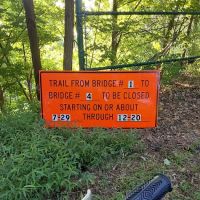 TRAIL FROM BRIDGE # 1 TO
BRIDGE # 4 TO BE CLOSED
STARTING ON OR ABOUT
7-29 THROUGH 12-20